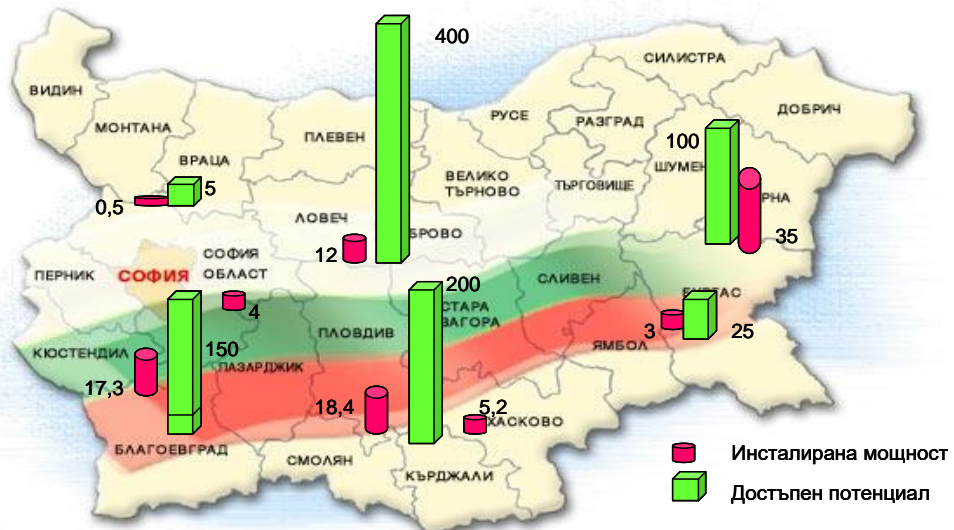 400
СИЛИСТРА
ВИДИН
ДОБРИЧ
РУСЕ
РАЗГРАД
МОНТАНА
ПЛЕВЕН
100
ВРАЦА
ШУМЕН
ВЕЛИКО
ТЪРНОВО
ТЪРГОВИЩЕ
5
0,5
РНА
ЛОВЕЧ
БРОВО
35
12
СОФИЯ
ОБЛАСТ
ПЕРНИК
СОФИЯ
СЛИВЕН
200
БУРГАС
4
СТАРА
ЗАГОРА
3
25
ПЛОВДИВ
ЯМБОЛ
КЮСТЕНДИЛ
150
ПАЗАРДЖИК
17,3
18,4
5,2
ХАСКОВО
БЛАГОЕВГРАД
СМОЛЯН
КЪРДЖАЛИ
Инсталирана мощност
Достъпен потенциал